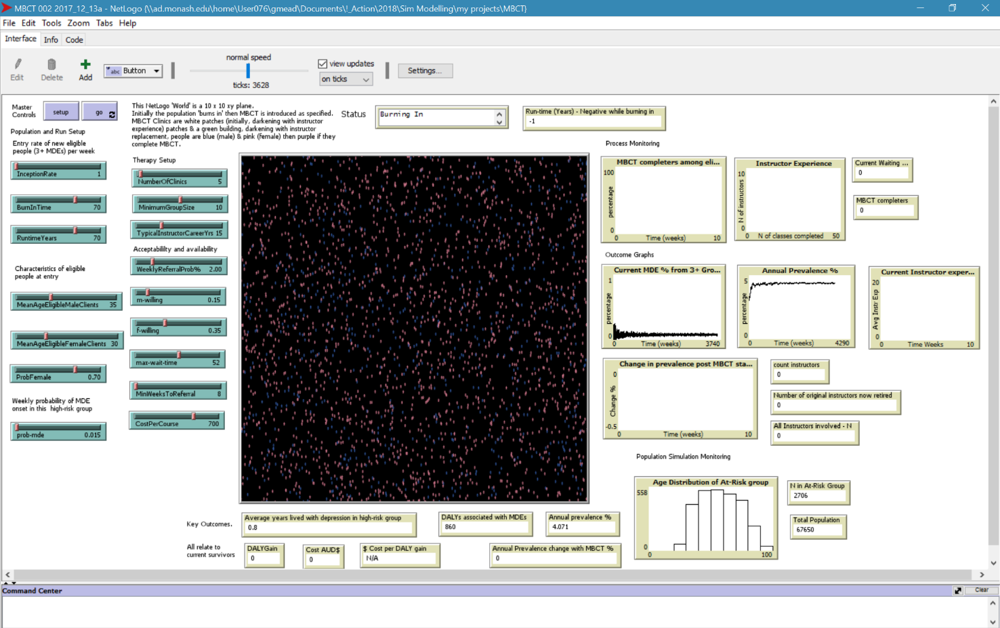 MBCT 002 2017_12_13a - NetLogo {\\ad.monash.edu\home\User076\gmead\Documents\!_Action\2018\Sim Modelling\my projects\MBCT}
File Edit Tools Zoom Tabs Help
Interface Info Code
normal speed
view updates
Edit Delete Add abc Button
on ticks
Settings...
ticks: 3628
Master
Controls
setup
go
This NetLogo 'World' is a 10 x 10 xy plane.
Initially the population 'burns in' then MBCT is introduced as specified.
MBCT Clinics are white patches (initially, darkening with instructor
experience) patches & a green building, darkening with instructor
replacement, people are blue (male) & pink (female) then purple if they
complete MBCT.
Status
Burning In
Run-time (Years) - Negative while burning in
-1
Population and Run Setup
Entry rate of new eligible
people (3+ MDEs) per week
InceptionRate 1
BurnInTime 70
RuntimeYears 70
Characteristics of eligible
people at entry
MeanAgeEligibleMaleClients 35
MeanAgeEligibleFemaleClients 30
ProbFemale 0.70
Weekly probability of MDE
onset in this high-risk group
prob-mde 0.015
Therapy Setup
NumberOfClinics 5
MinimumGroupSize 10
TypicalInstructorCareerYrs 15
Acceptabililty and availability
WeeklyReferralProb% 2.00
m-willing 0.15
f-willing 0.35
max-wait-time 52
MinWeeksToReferral 8
CostPerCourse 700
Process Monitoring
MBCT completers among eli...
100
percentage
0
0 Time (weeks) 10
Instructor Experience
10
N of instructors
0
0 N of classes completed 50
Current Waiting ...
0
MBCT completers
0
Outcome Graphs
Current MDE % from 3+ Gro...
1
percentage
0
0 Time (weeks) 3740
Annual Prevalence %
5
percentage
0
0 Time (weeks) 4290
Current Instructor exper...
20
Avg Instr Exp
0
0 Time Weeks 10
Change in prevalence post MBCT sta...
0
Change %
-0.5
0 Time (weeks) 10
count instructors
0
Number of original instructors now retired
0
All Instructors involved - N
0
Population Simulation Monitoring
Age Distribution of At-Risk group
558
0
0 100
N in At-Risk Group
2706
Total Population
67650
Key Outcomes.
Average years lived with depression in high-risk group
0.8
DALYs associated with MDEs
860
Annual prevalence %
4.071
All relate to
current survivors
DALYGain
0
Cost AUD$
0
$ Cost per DALY gain
N/A
Annual Prevalence change with MBCT %
0
Command Center
Clear